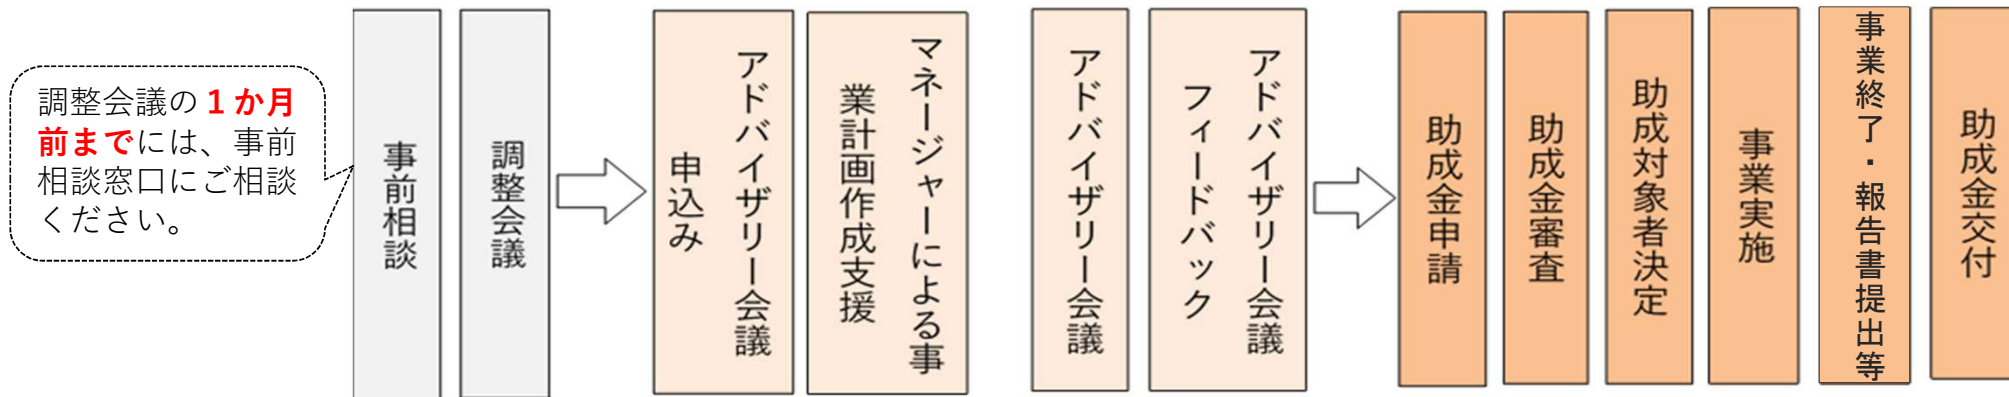 調整会議の１か月
前までには、事前
相談窓口にご相談
ください。
事前相談
調整会議
アドバイザリー会議
申込み
マネージャーによる事
業計画作成支援
アドバイザリー会議
アドバイザリー会議
フィードバック
助成金申請
助成金審査
助成対象者決定
事業実施
事業終了・報告書提出等
助成金交付